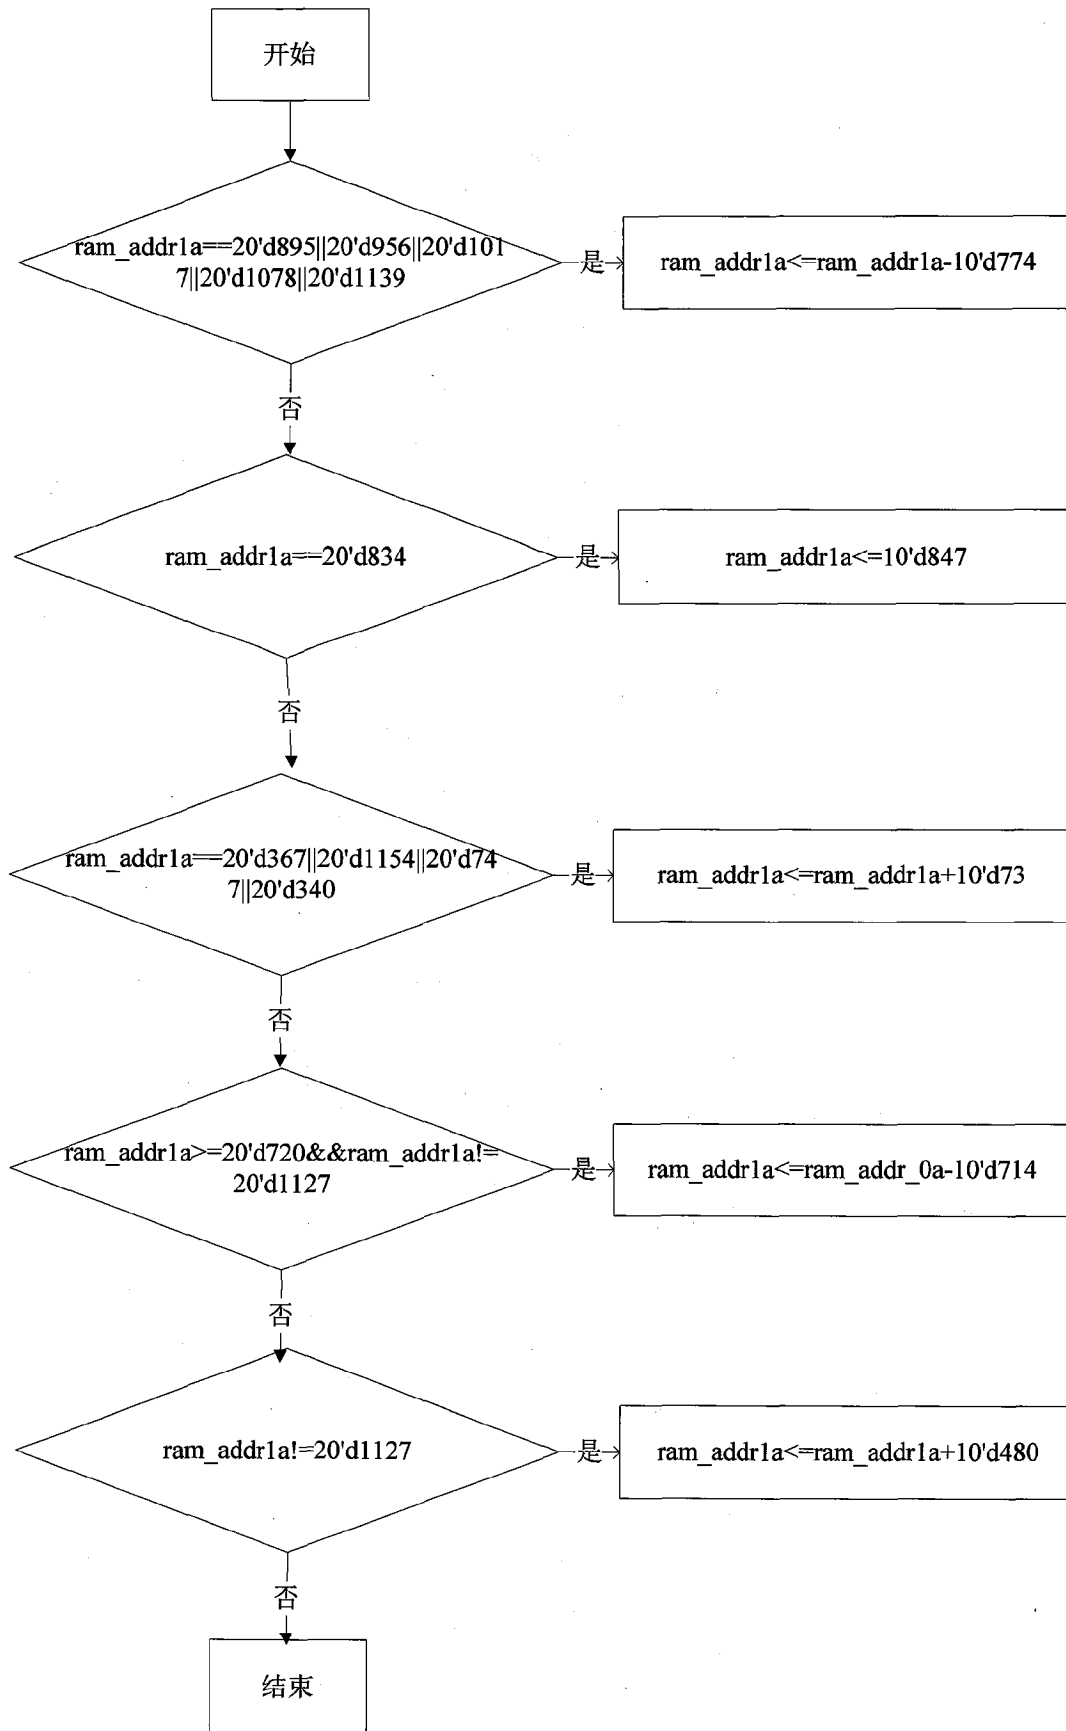 开始
ram_addr1a==20'd895||20'd956||20'd101
7||20'd1078||20'd1139
是
ram_addr1a<=ram_addr1a-10'd774
否
ram_addr1a==20'd834
是
ram_addr1a<=10'd847
否
ram_addr1a==20'd367||20'd1154||20'd74
7||20'd340
是
ram_addr1a<=ram_addr1a+10'd73
否
ram_addr1a>=20'd720&&ram_addr1a!=
20'd1127
是
ram_addr1a<=ram_addr_0a-10'd714
否
ram_addr1a!=20'd1127
是
ram_addr1a<=ram_addr1a+10'd480
否
结束